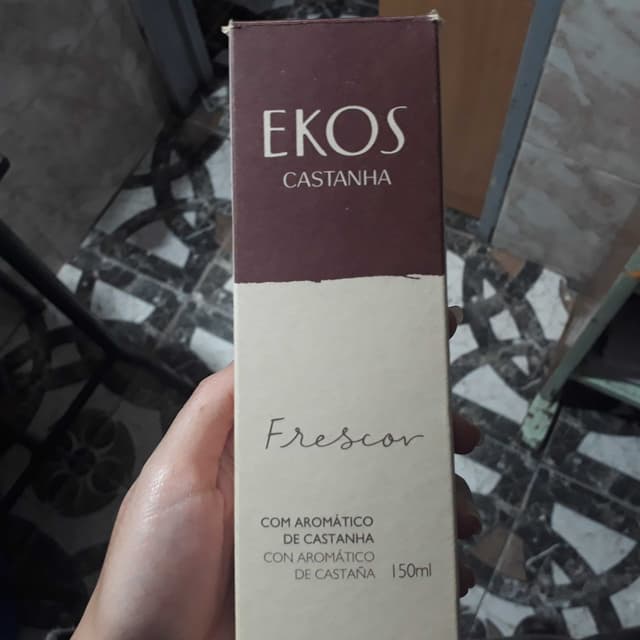 EKOS
CASTANHA
Frescor
COM AROMÁTICO
DE CASTANHA
CON AROMÁTICO
DE CASTAÑA 150ml